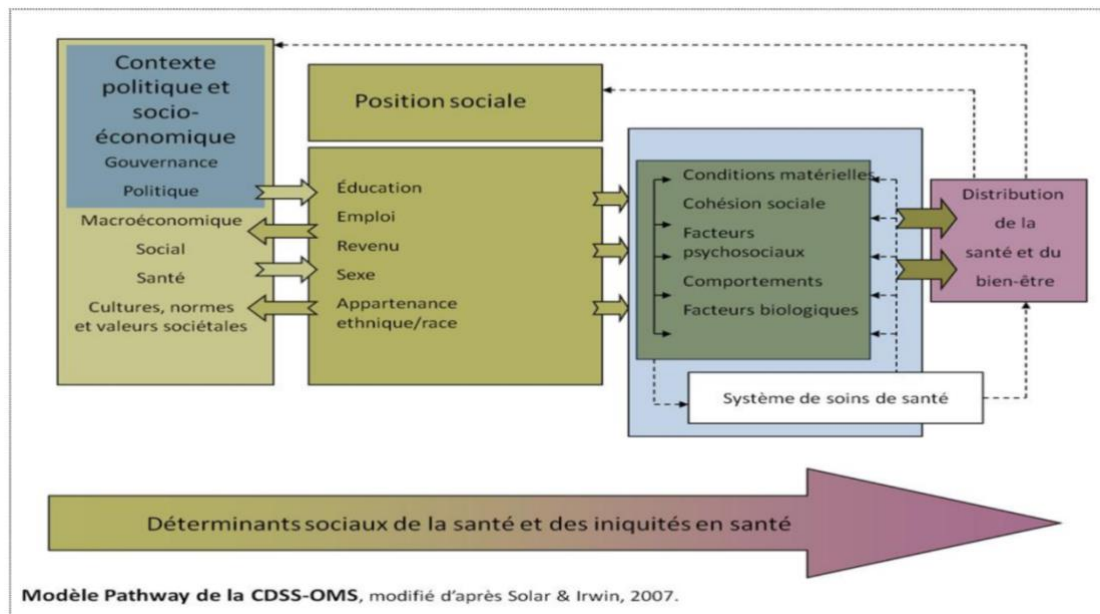 Contexte
politique et
socio-
économique
Gouvernance
Politique
Macroéconomique
Social
Santé
Cultures, normes
et valeurs sociétales
Position sociale
Éducation
Emploi
Revenu
Sexe
Appartenance
ethnique/race
Conditions matérielles
Cohésion sociale
Facteurs
psychosociaux
Comportements
Facteurs biologiques
Système de soins de santé
Distribution
de la
santé et du
bien-être
Déterminants sociaux de la santé et des iniquités en santé
Modèle Pathway de la CDSS-OMS, modifié d’après Solar & Irwin, 2007.